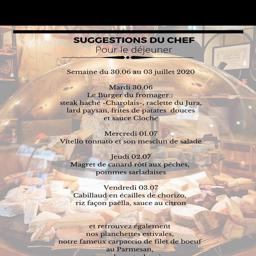 SUGGESTIONS DU CHEF
Pour le déjeuner
Semaine du 30.06 au 03 juillet 2020
Mardi 30.06
Le Burger du fromager :
steak haché «Charolais», raclette du Jura,
lard paysan, frites de patates douces
et sauce Cloche
Mercredi 01.07
Vitello tonnato et son mesclun de salade
Jeudi 02.07
Magret de canard rôti aux pêches,
pommes sarladaises
Vendredi 03.07
Cabillaud en écailles de chorizo,
riz façon paëlla, sauce au citron
et retrouvez également
nos planchettes estivales,
notre fameux carpaccio de filet de boeuf
au Parmesan,